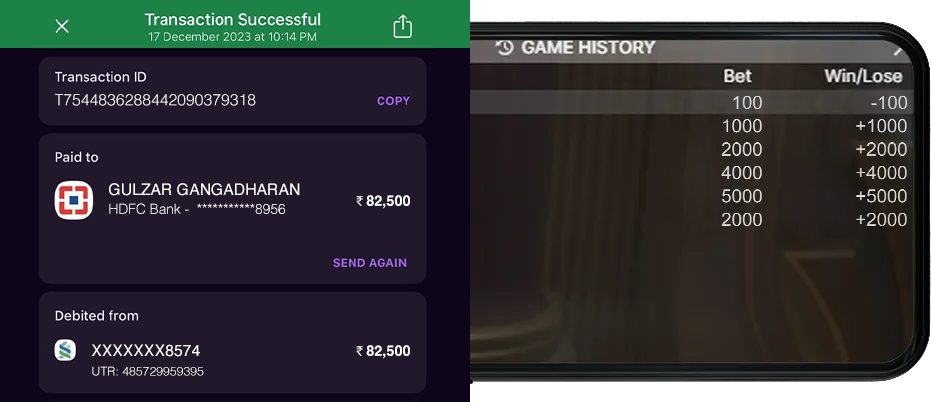 Transaction Successful
17 December 2023 at 10:14 PM
Transaction ID
T7544836288442090379318
COPY
Paid to
GULZAR GANGADHARAN
HDFC Bank - ***********8956
₹ 82,500
SEND AGAIN
Debited from
XXXXXXX8574
₹ 82,500
UTR: 485729959395
GAME HISTORY
Bet Win/Lose
100 -100
1000 +1000
2000 +2000
4000 +4000
5000 +5000
2000 +2000